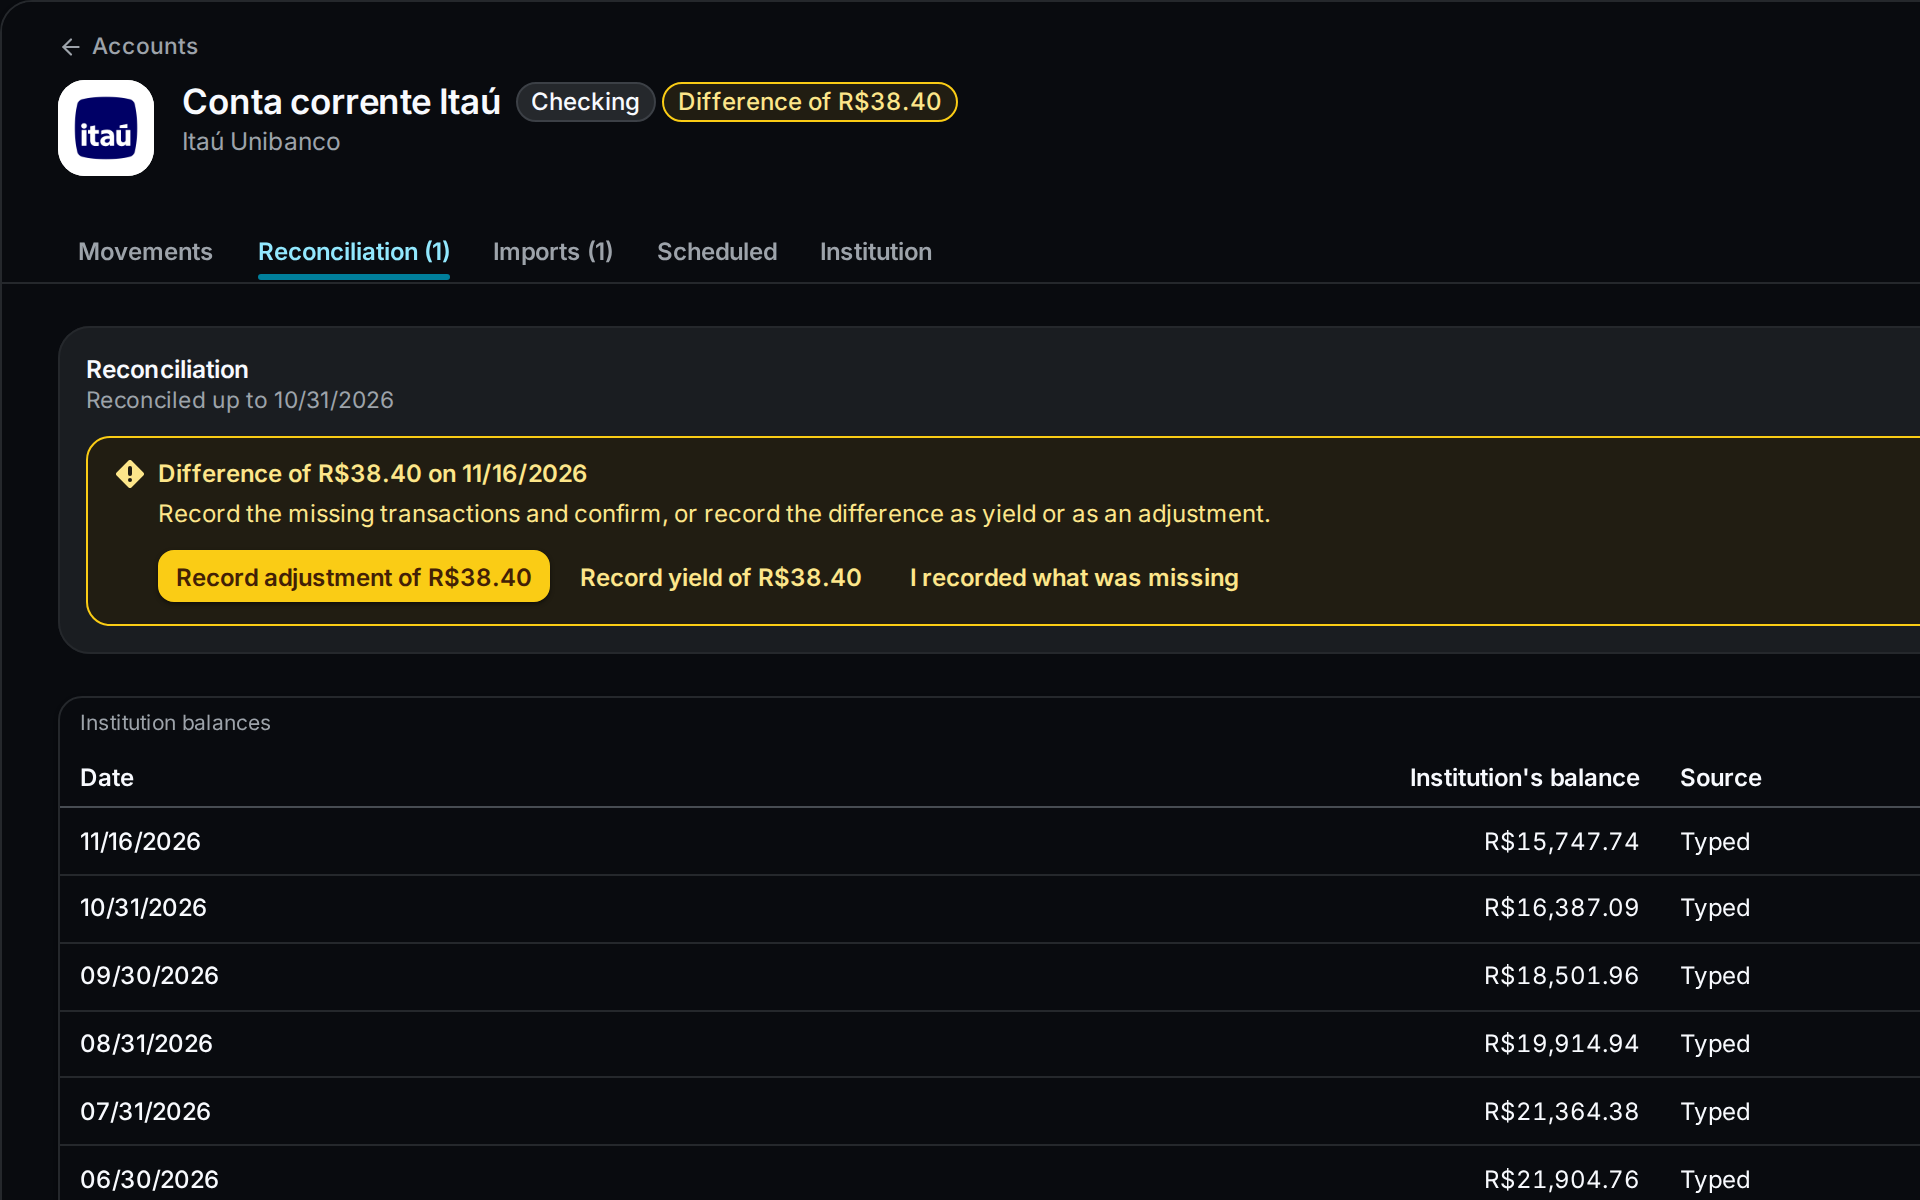 ← Accounts
itaú
Conta corrente Itaú Checking Difference of R$38.40
Itaú Unibanco
Movements Reconciliation (1) Imports (1) Scheduled Institution
Reconciliation
Reconciled up to 10/31/2026
Difference of R$38.40 on 11/16/2026
Record the missing transactions and confirm, or record the difference as yield or as an adjustment.
Record adjustment of R$38.40 Record yield of R$38.40 I recorded what was missing
Institution balances
Date Institution's balance Source
11/16/2026 R$15,747.74 Typed
10/31/2026 R$16,387.09 Typed
09/30/2026 R$18,501.96 Typed
08/31/2026 R$19,914.94 Typed
07/31/2026 R$21,364.38 Typed
06/30/2026 R$21,904.76 Typed